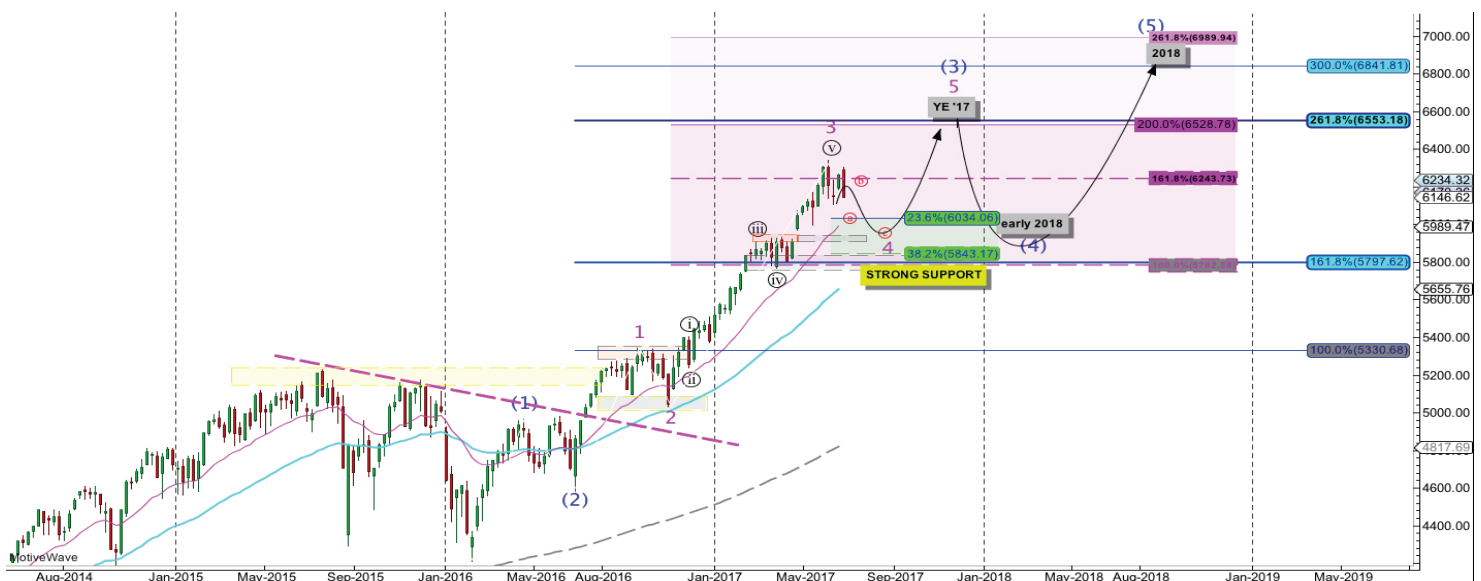 (5)
261.8%(6989.94)
7000.00
2018
300.0%(6841.81)
6800.00
(3)
5
YE '17
6600.00
261.8%(6553.18)
200.0%(6528.78)
3
v
6400.00
b
161.8%(6243.73)
6234.32
6146.62
a
23.6%(6034.06)
early 2018
5989.47
iii
c
4
(4)
38.2%(5843.17)
161.8%(5797.62)
5800.00
iv
STRONG SUPPORT
5655.76
5600.00
i
1
5400.00
100.0%(5330.68)
ii
5200.00
(1)
2
5000.00
4817.69
(2)
4600.00
4400.00
MotiveWave
Aug-2014 Jan-2015 May-2015 Sep-2015 Jan-2016 May-2016 Aug-2016 Jan-2017 May-2017 Sep-2017 Jan-2018 May-2018 Aug-2018 Jan-2019 May-2019